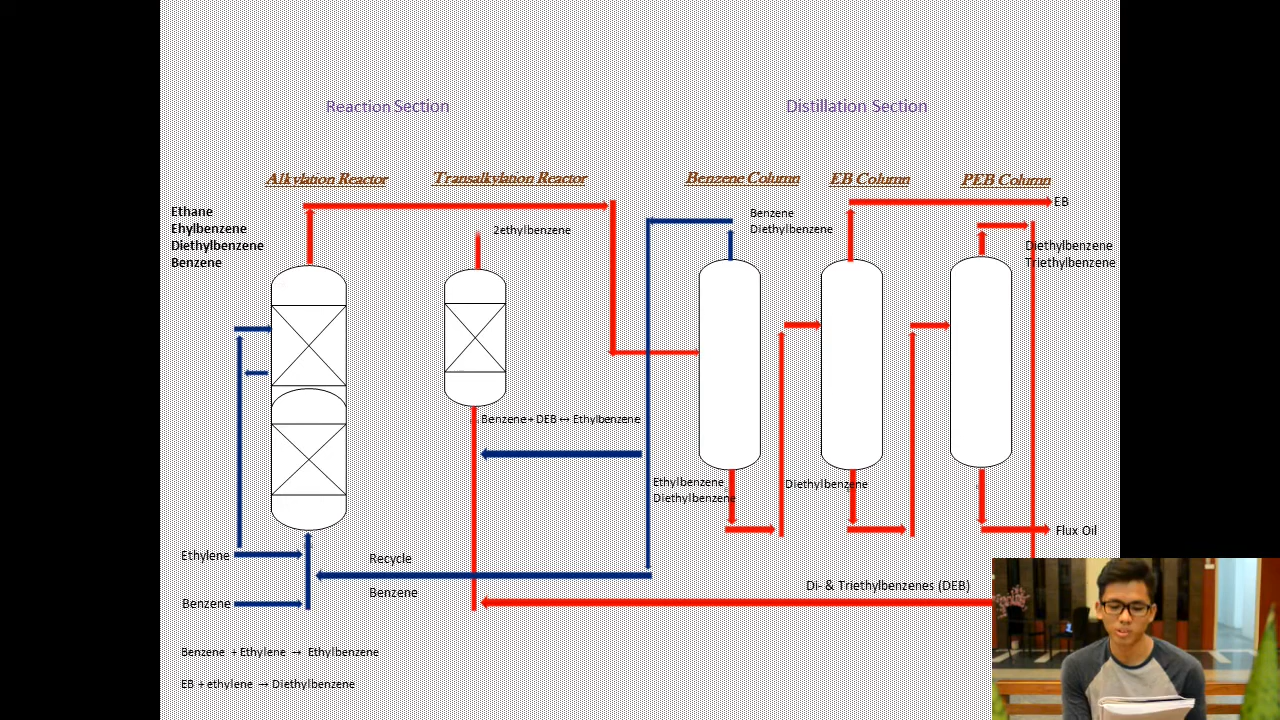 Reaction Section
Distillation Section
Alkylation Reactor
Transalkylation Reactor
Benzene Column
EB Column
PEB Column
Ethane
Ehylbenzene
Diethylbenzene
Benzene
2ethylbenzene
Benzene
Diethylbenzene
EB
Diethylbenzene
Triethylbenzene
Benzene + DEB ↔ Ethylbenzene
Ethylbenzene
Diethylbenzene
Diethylbenzene
Flux Oil
Ethylene
Recycle
Benzene
Di- & Triethylbenzenes (DEB)
Benzene
Benzene + Ethylene → Ethylbenzene
EB + ethylene → Diethylbenzene